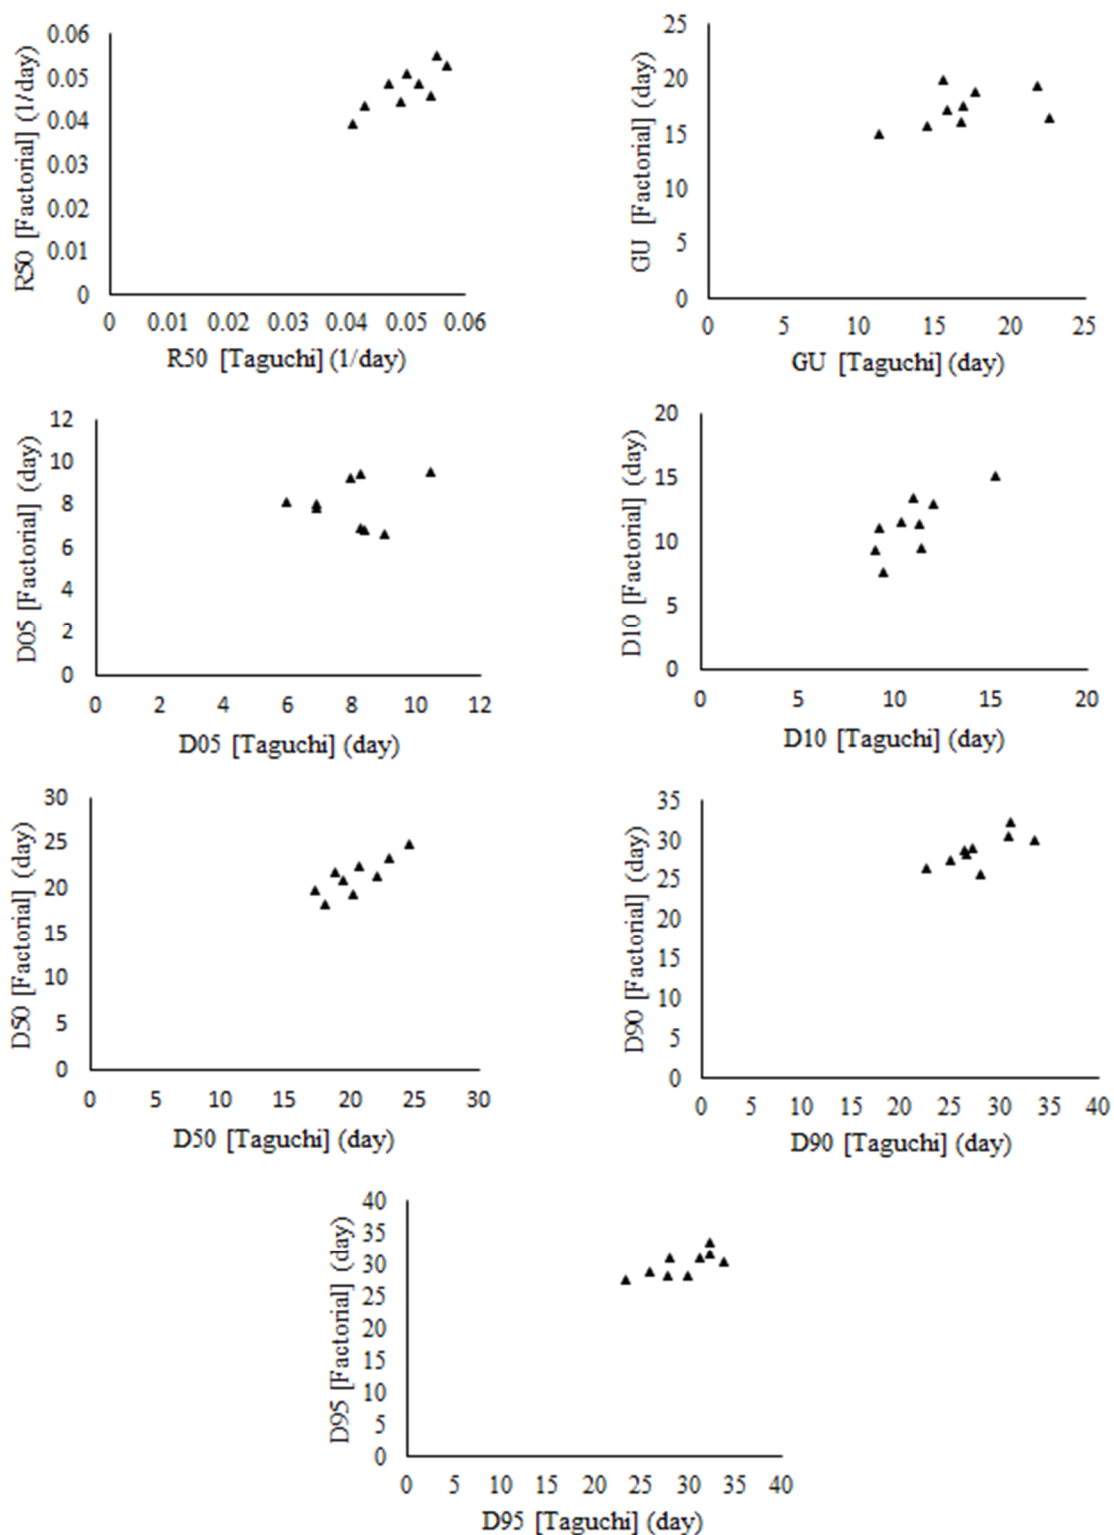 R50 [Factorial] (1/day)
0.06
0.05
0.04
0.03
0.02
0.01
0
0 0.01 0.02 0.03 0.04 0.05 0.06
R50 [Taguchi] (1/day)
GU [Factorial] (day)
25
20
15
10
5
0
0 5 10 15 20 25
GU [Taguchi] (day)
D05 [Factorial] (day)
12
10
8
6
4
2
0
0 2 4 6 8 10 12
D05 [Taguchi] (day)
D10 [Factorial] (day)
20
15
10
5
0
0 5 10 15 20
D10 [Taguchi] (day)
D50 [Factorial] (day)
30
25
20
15
10
5
0
0 5 10 15 20 25 30
D50 [Taguchi] (day)
D90 [Factorial] (day)
35
30
25
20
15
10
5
0
0 5 10 15 20 25 30 35 40
D90 [Taguchi] (day)
D95 [Factorial] (day)
40
35
30
25
20
15
10
5
0
0 5 10 15 20 25 30 35 40
D95 [Taguchi] (day)